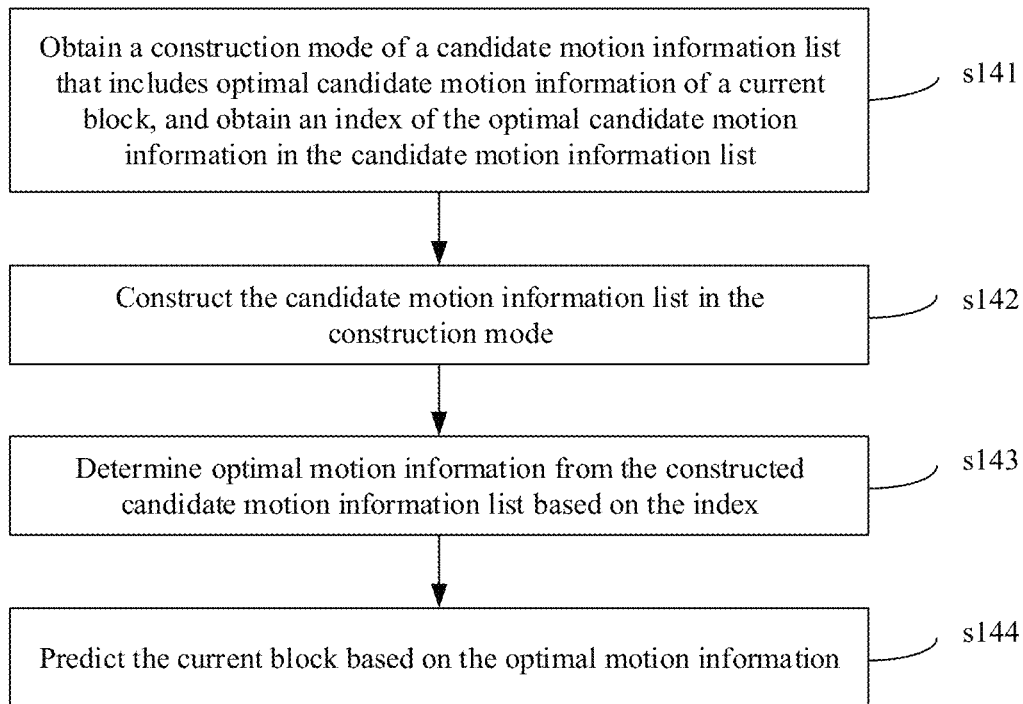 Obtain a construction mode of a candidate motion information list
that includes optimal candidate motion information of a current
block, and obtain an index of the optimal candidate motion
information in the candidate motion information list
s141
Construct the candidate motion information list in the
construction mode
s142
Determine optimal motion information from the constructed
candidate motion information list based on the index
s143
Predict the current block based on the optimal motion information
s144